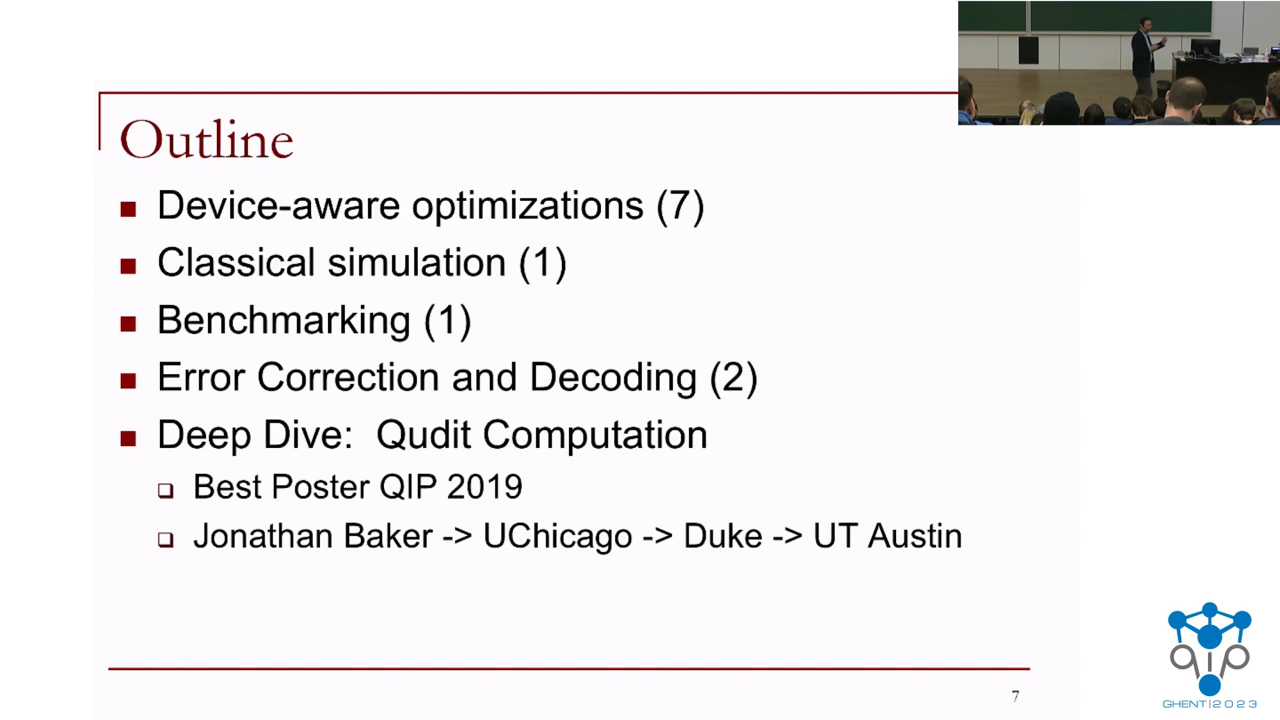 Outline
Device-aware optimizations (7)
Classical simulation (1)
Benchmarking (1)
Error Correction and Decoding (2)
Deep Dive: Qudit Computation
Best Poster QIP 2019
Jonathan Baker -> UChicago -> Duke -> UT Austin
7
qip
GHENT|2023